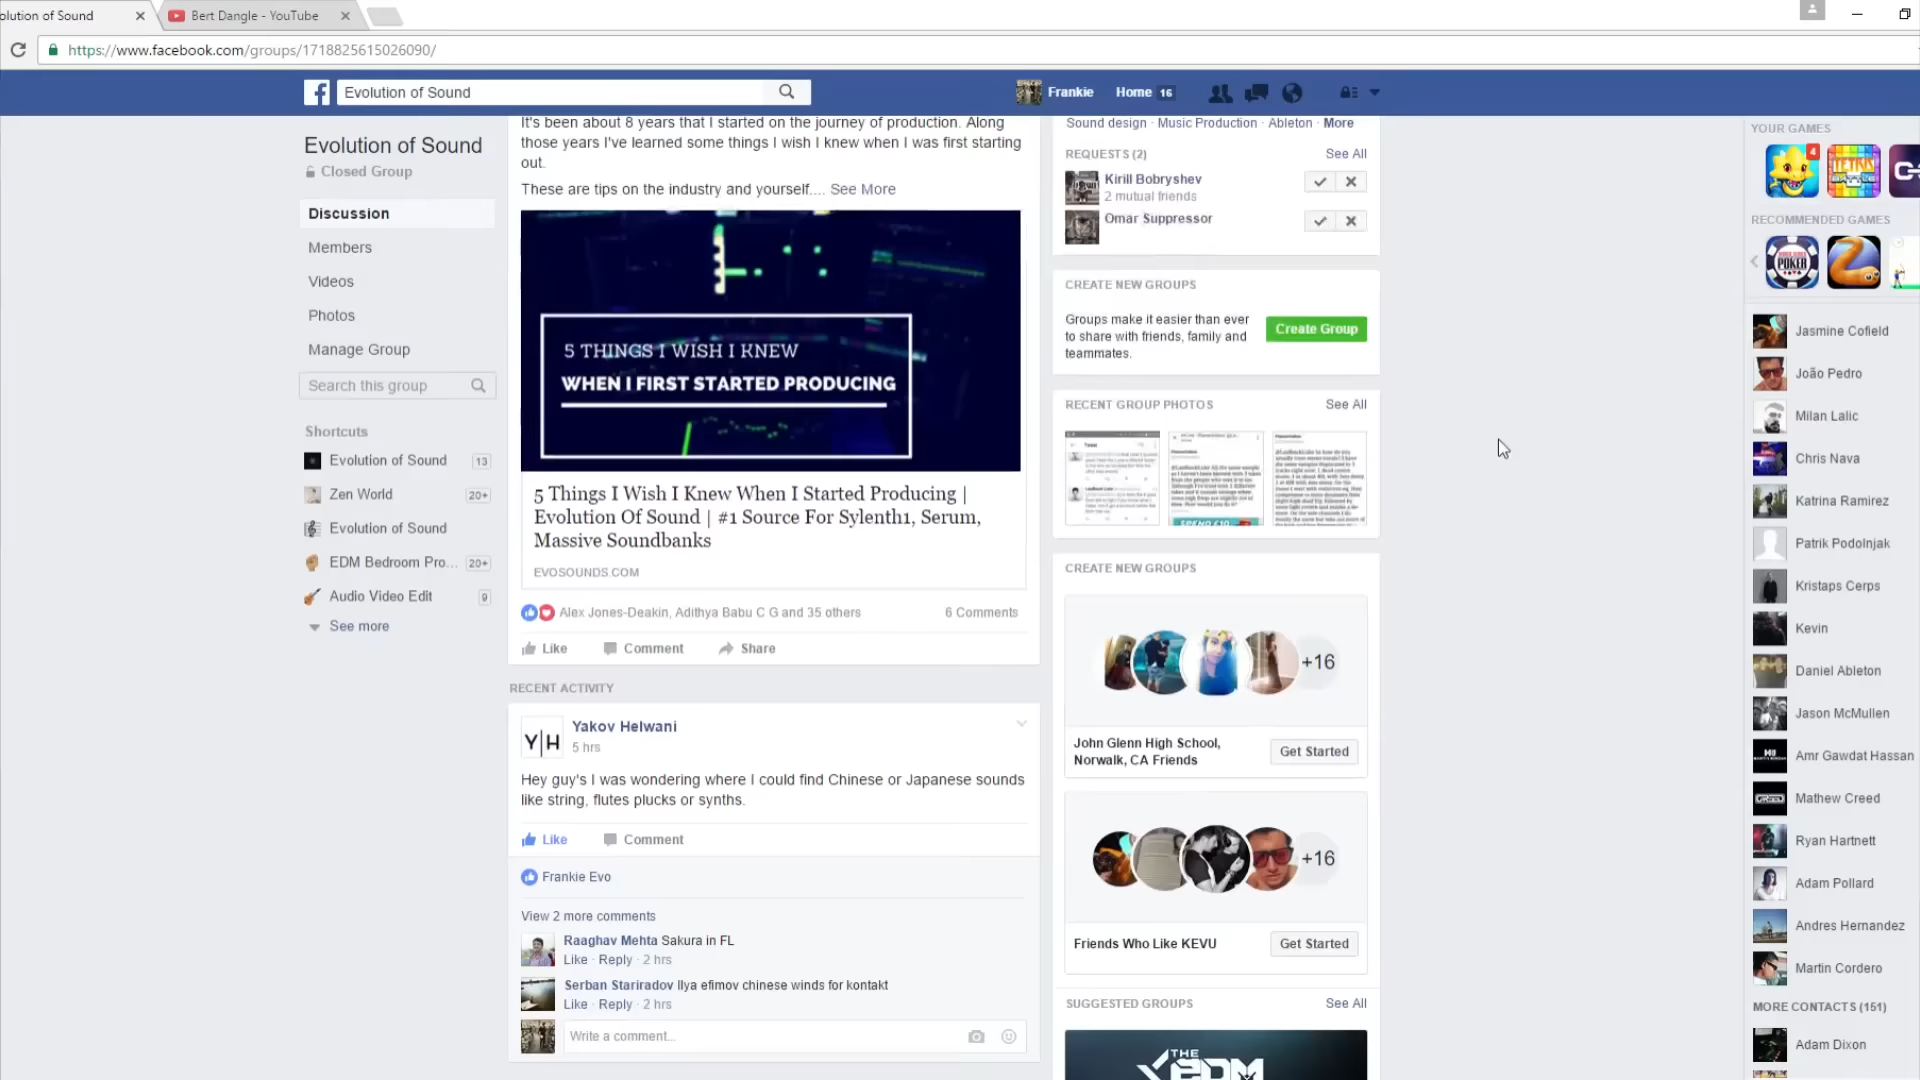 olution of Sound
Bert Dangle - YouTube
https://www.facebook.com/groups/1718825615026090/
Evolution of Sound
Frankie
Home 16
Evolution of Sound
Closed Group
Discussion
Members
Videos
Photos
Manage Group
Search this group
Shortcuts
Evolution of Sound 13
Zen World 20+
Evolution of Sound
EDM Bedroom Pro... 20+
Audio Video Edit 9
See more
It's been about 8 years that I started on the journey of production. Along
those years I've learned some things I wish I knew when I was first starting
out.
These are tips on the industry and yourself.... See More
5 THINGS I WISH I KNEW
WHEN I FIRST STARTED PRODUCING
5 Things I Wish I Knew When I Started Producing |
Evolution Of Sound | #1 Source For Sylenth1, Serum,
Massive Soundbanks
EVOSOUNDS.COM
Alex Jones-Deakin, Adithya Babu C G and 35 others
6 Comments
Like Comment Share
RECENT ACTIVITY
Y|H
Yakov Helwani
5 hrs
Hey guy's I was wondering where I could find Chinese or Japanese sounds
like string, flutes plucks or synths.
Like Comment
Frankie Evo
View 2 more comments
Raaghav Mehta Sakura in FL
Like · Reply · 2 hrs
Serban Stariradov Ilya efimov chinese winds for kontakt
Like · Reply · 2 hrs
Write a comment...
Sound design · Music Production · Ableton · More
REQUESTS (2) See All
Kirill Bobryshev
2 mutual friends
Omar Suppressor
CREATE NEW GROUPS
Groups make it easier than ever
to share with friends, family and
teammates.
Create Group
RECENT GROUP PHOTOS See All
CREATE NEW GROUPS
+16
John Glenn High School,
Norwalk, CA Friends
Get Started
+16
Friends Who Like KEVU
Get Started
SUGGESTED GROUPS See All
THE
EDM
YOUR GAMES
4
TETRIS
RECOMMENDED GAMES
POKER
Jasmine Cofield
João Pedro
Milan Lalic
Chris Nava
Katrina Ramirez
Patrik Podolnjak
Kristaps Cerps
Kevin
Daniel Ableton
Jason McMullen
Amr Gawdat Hassan
Mathew Creed
Ryan Hartnett
Adam Pollard
Andres Hernandez
Martin Cordero
MORE CONTACTS (151)
Adam Dixon